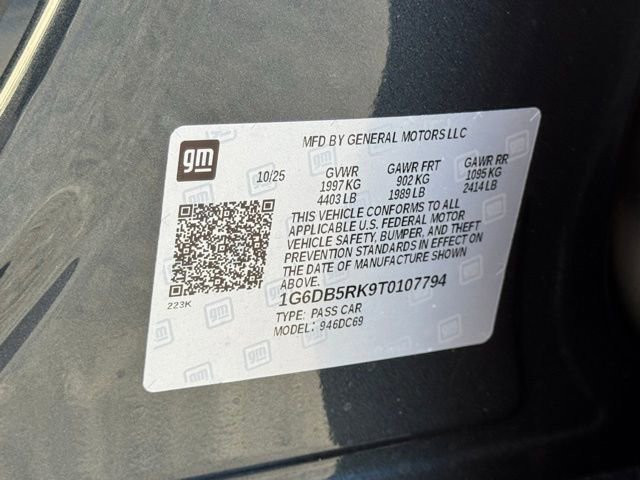 MFD BY GENERAL MOTORS LLC
gm
10/25 GVWR GAWR FRT GAWR RR
1997 KG 902 KG 1095 KG
4403 LB 1989 LB 2414 LB
THIS VEHICLE CONFORMS TO ALL
APPLICABLE U.S. FEDERAL MOTOR
VEHICLE SAFETY, BUMPER, AND THEFT
PREVENTION STANDARDS IN EFFECT ON
THE DATE OF MANUFACTURE SHOWN
ABOVE.
223K
1G6DB5RK9T0107794
TYPE: PASS CAR
MODEL: 946DC69